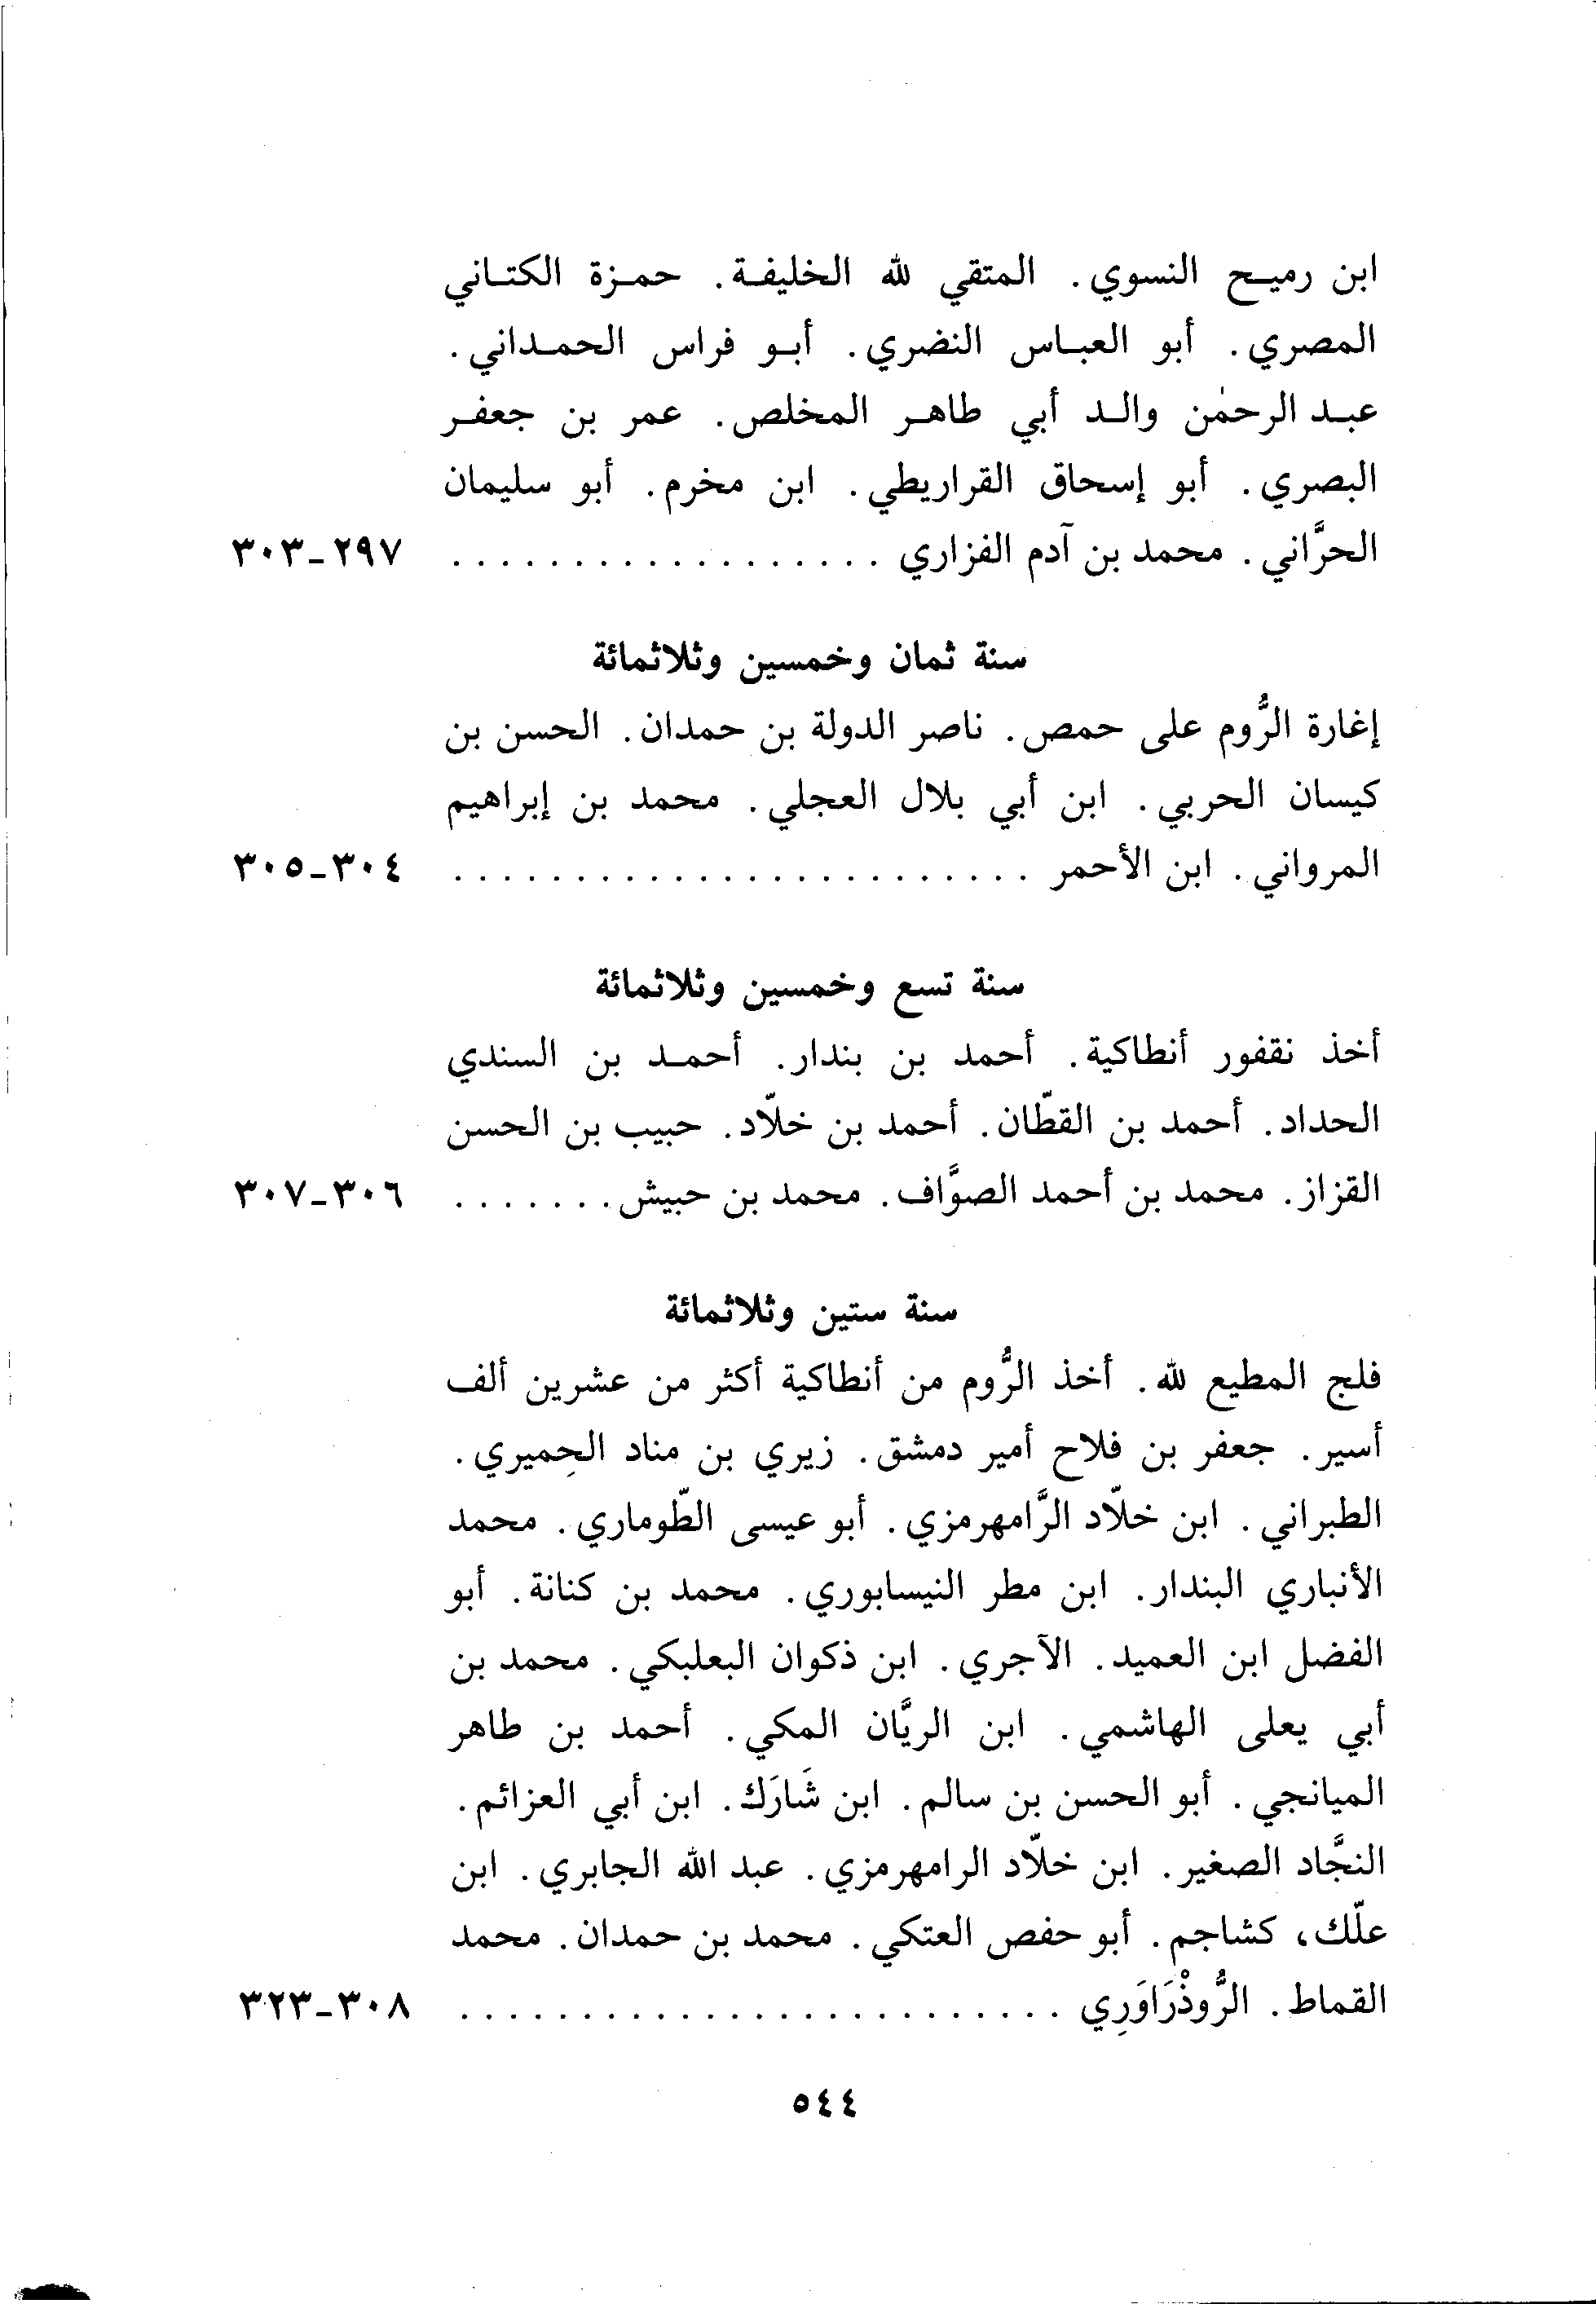 ابن رميح النسوي. المتقي لله الخليفة. حمزة الكتاني
المصري. أبو العباس النضري. أبو فراس الحمداني.
عبد الرحمٰن والد أبي طاهر المخلص. عمر بن جعفر
البصري. أبو إسحاق القراريطي. ابن مخرم. أبو سليمان
الحرَّاني. محمد بن آدم الفزاري . . . . . . . . . . . . . . . . . . ٢٩٧-٣٠٣
سنة ثمان وخمسين وثلاثمائة
إغارة الرُّوم على حمص. ناصر الدولة بن حمدان. الحسن بن
كيسان الحربي. ابن أبي بلال العجلي. محمد بن إبراهيم
المرواني. ابن الأحمر . . . . . . . . . . . . . . . . . . . . . . . . ٣٠٤-٣٠٥
سنة تسع وخمسين وثلاثمائة
أخذ نقفور أنطاكية. أحمد بن بندار. أحمد بن السندي
الحداد. أحمد بن القطّان. أحمد بن خلّاد. حبيب بن الحسن
القزاز. محمد بن أحمد الصوَّاف. محمد بن حبيش . . . . . . . ٣٠٦-٣٠٧
سنة ستين وثلاثمائة
فلج المطيع لله. أخذ الرُّوم من أنطاكية أكثر من عشرين ألف
أسير. جعفر بن فلاح أمير دمشق. زيري بن مناد الحِميري.
الطبراني. ابن خلّاد الرَّامهرمزي. أبو عيسى الطّوماري. محمد
الأنباري البندار. ابن مطر النيسابوري. محمد بن كنانة. أبو
الفضل ابن العميد. الآجري. ابن ذكوان البعلبكي. محمد بن
أبي يعلى الهاشمي. ابن الريَّان المكي. أحمد بن طاهر
الميانجي. أبو الحسن بن سالم. ابن شَارَك. ابن أبي العزائم.
النجَّاد الصغير. ابن خلّاد الرامهرمزي. عبد الله الجابري. ابن
علّك، كشاجم. أبو حفص العتكي. محمد بن حمدان. محمد
القماط. الرُّوذْرَاوَرِي . . . . . . . . . . . . . . . . . . . . . . . . . ٣٠٨-٣٢٣
٥٤٤